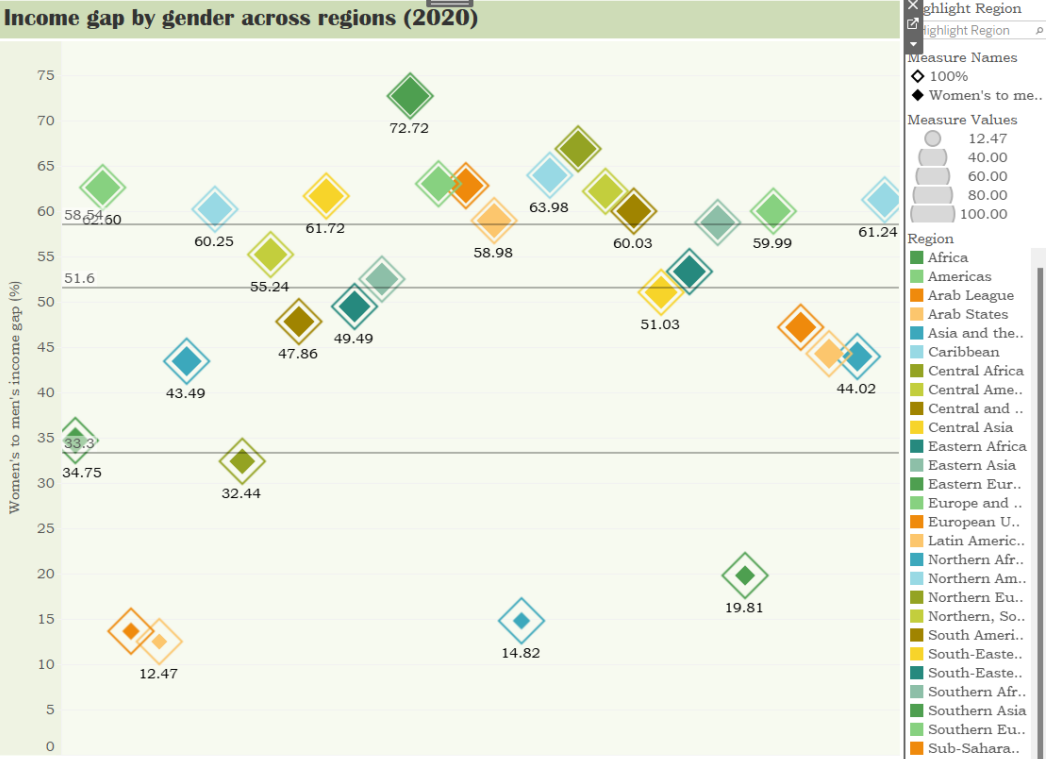 Income gap by gender across regions (2020)
Women's to men's income gap (%)
75
70
65
60
55
50
45
40
35
30
25
20
15
10
5
0
72.72
58.54
62.60
60.25
61.72
58.98
63.98
60.03
59.99
61.24
51.6
55.24
47.86
49.49
51.03
43.49
44.02
33.3
34.75
32.44
19.81
14.82
12.47
ghlight Region
Highlight Region
Measure Names
100%
Women's to me..
Measure Values
12.47
40.00
60.00
80.00
100.00
Region
Africa
Americas
Arab League
Arab States
Asia and the..
Caribbean
Central Africa
Central Ame..
Central and ..
Central Asia
Eastern Africa
Eastern Asia
Eastern Eur..
Europe and ..
European U..
Latin Americ..
Northern Afr..
Northern Am..
Northern Eu..
Northern, So..
South Ameri..
South-Easte..
South-Easte..
Southern Afr..
Southern Asia
Southern Eu..
Sub-Sahara..